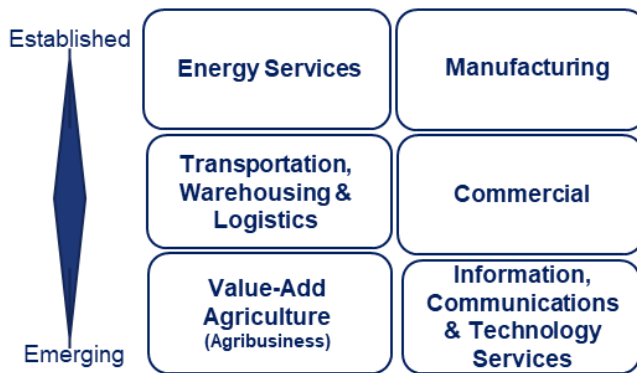 Established
Energy Services
Manufacturing
Transportation,
Warehousing &
Logistics
Commercial
Value-Add
Agriculture
(Agribusiness)
Information,
Communications
& Technology
Services
Emerging